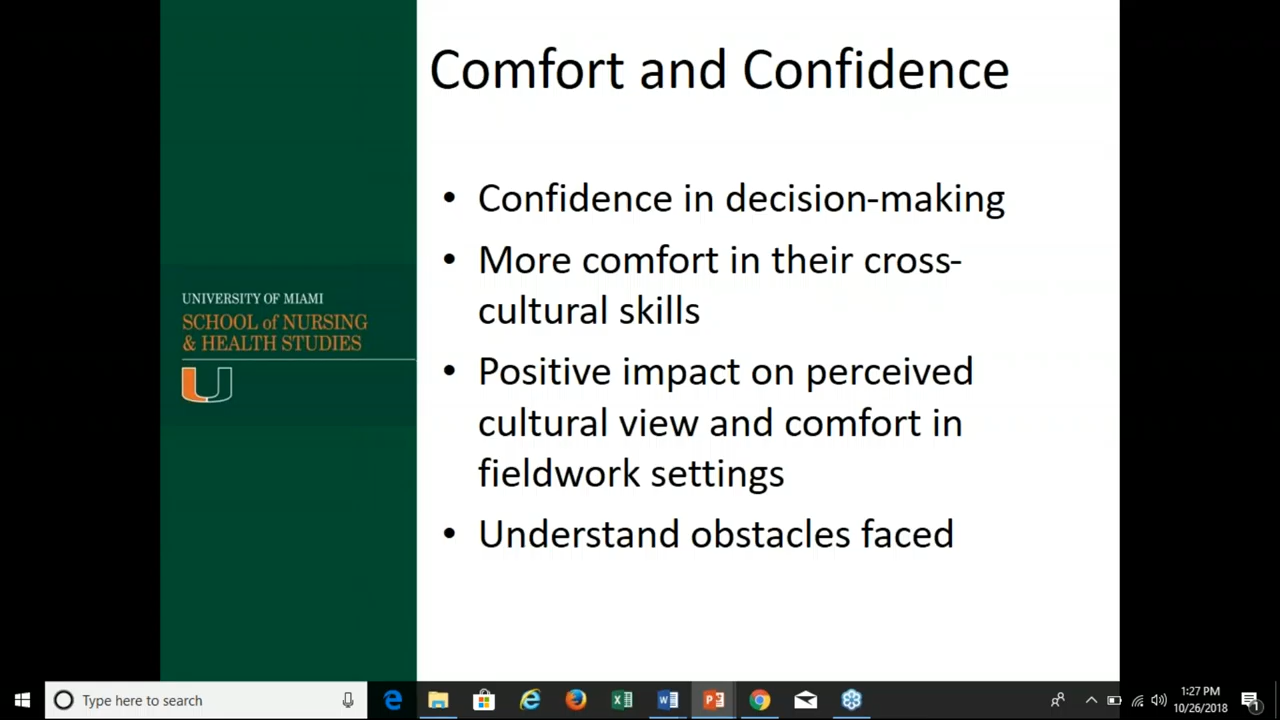 Comfort and Confidence
• Confidence in decision-making
• More comfort in their cross-
cultural skills
• Positive impact on perceived
cultural view and comfort in
fieldwork settings
• Understand obstacles faced
UNIVERSITY OF MIAMI
SCHOOL of NURSING
& HEALTH STUDIES
U
Type here to search
1:27 PM
10/26/2018
1